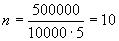 n = 500000 / 10000·5 = 10